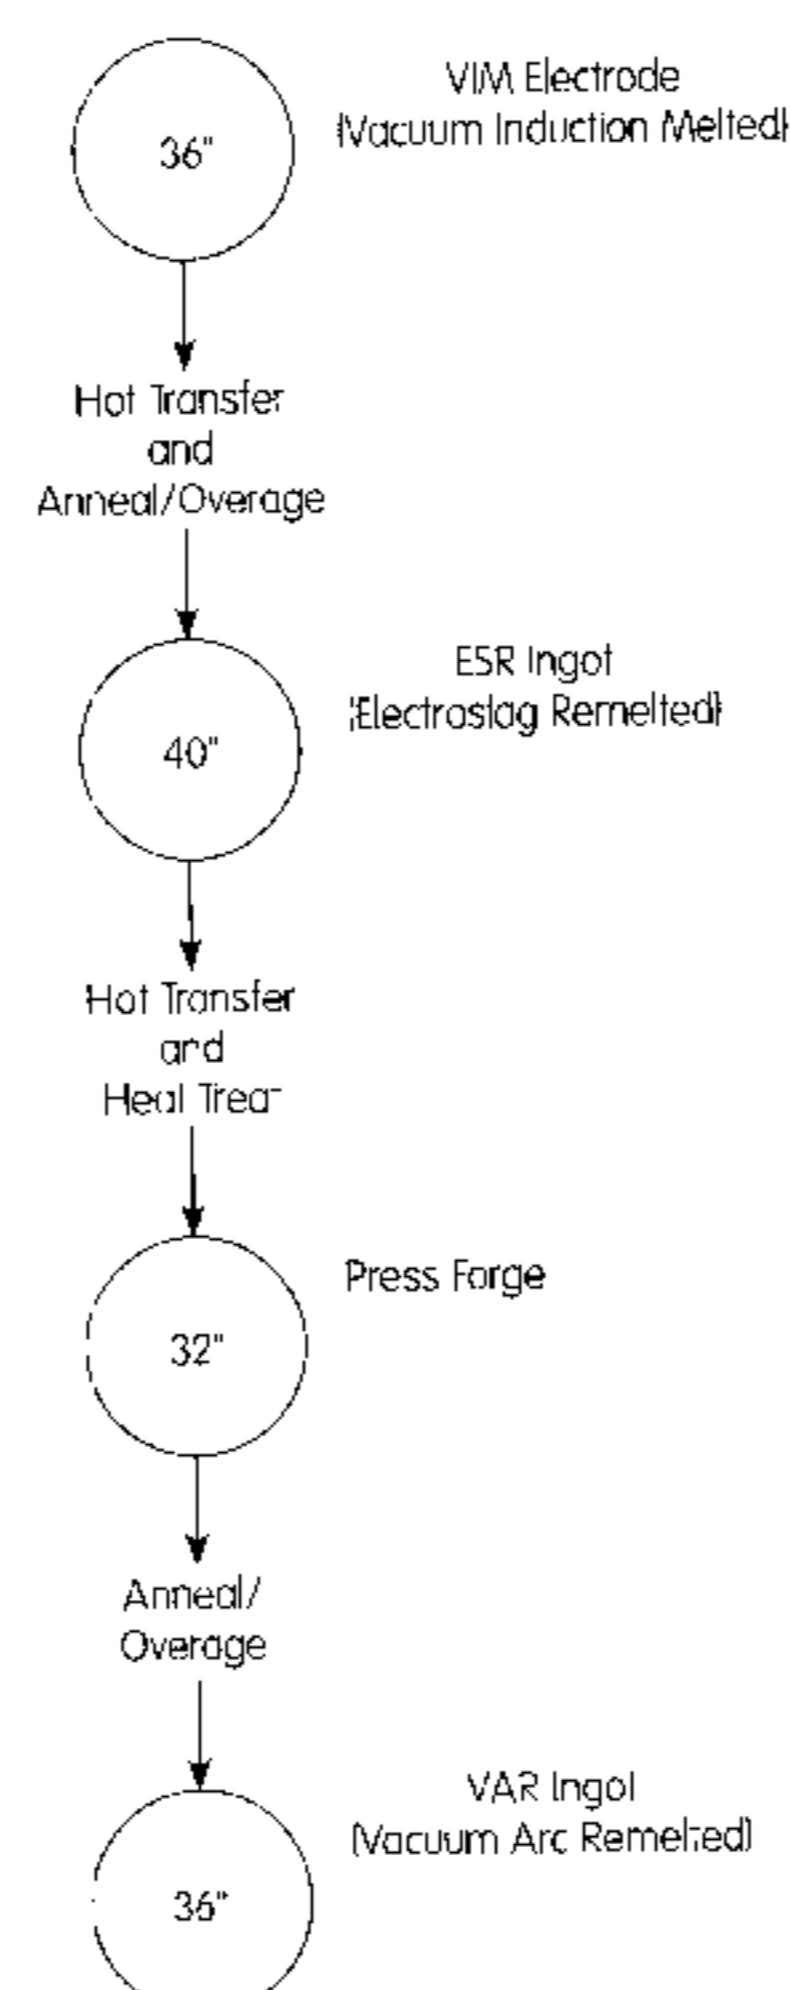 36"
VIM Electrode
(Vacuum Induction Melted)
Hot Transfer
and
Anneal/Overage
40"
ESR Ingot
(Electroslag Remelted)
Hot Transfer
and
Heat Treat
32"
Press Forge
Anneal/
Overage
36"
VAR Ingot
(Vacuum Arc Remelted)